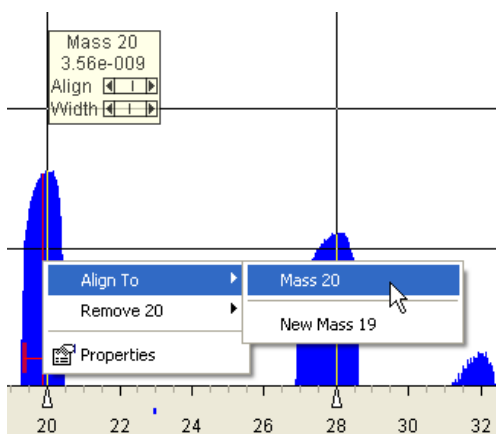 Mass 20
3.56e-009
Align
Width
Align To
Mass 20
Remove 20
New Mass 19
Properties
20 22 24 26 28 30 32